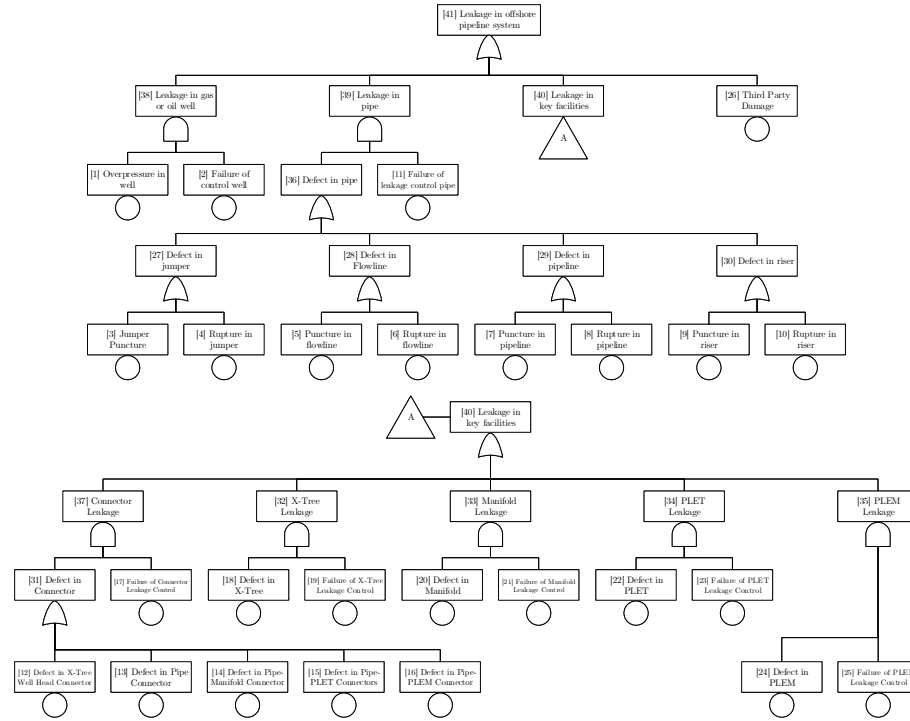 [41] Leakage in offshore
pipeline system
[38] Leakage in gas
or oil well
[39] Leakage in
pipe
[40] Leakage in
key facilities
[26] Third Party
Damage
A
[1] Overpressure in
well
[2] Failure of
control well
[36] Defect in pipe
[11] Failure of
leakage control pipe
[27] Defect in
jumper
[28] Defect in
Flowline
[29] Defect in
pipeline
[30] Defect in riser
[3] Jumper
Puncture
[4] Rupture in
jumper
[5] Puncture in
flowline
[6] Rupture in
flowline
[7] Puncture in
pipeline
[8] Rupture in
pipeline
[9] Puncture in
riser
[10] Rupture in
riser
A
[40] Leakage in
key facilities
[37] Connector
Leakage
[32] X-Tree
Leakage
[33] Manifold
Leakage
[34] PLET
Leakage
[35] PLEM
Leakage
[31] Defect in
Connector
[17] Failure of Connector
Leakage Control
[18] Defect in
X-Tree
[19] Failure of X-Tree
Leakage Control
[20] Defect in
Manifold
[21] Failure of Manifold
Leakage Control
[22] Defect in
PLET
[23] Failure of PLET
Leakage Control
[12] Defect in X-Tree
Well Head Connector
[13] Defect in Pipe
Connector
[14] Defect in Pipe-
Manifold Connector
[15] Defect in Pipe-
PLET Connectors
[16] Defect in Pipe-
PLEM Connector
[24] Defect in
PLEM
[25] Failure of PLEM
Leakage Control